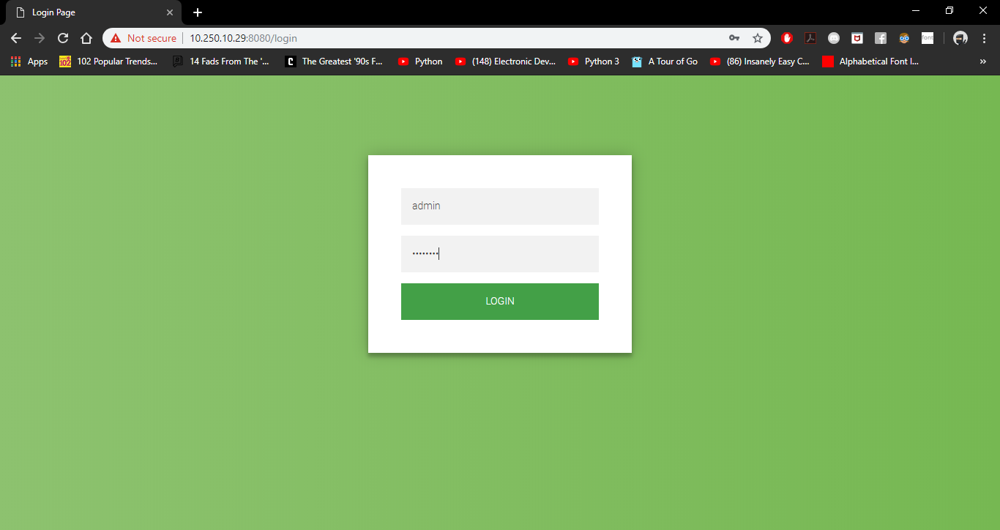 Login Page
Not secure 10.250.10.29:8080/login
Apps 102 Popular Trends... 14 Fads From The '... The Greatest '90s F... Python (148) Electronic Dev... Python 3 A Tour of Go (86) Insanely Easy C... Alphabetical Font I... »
admin
••••••••
LOGIN